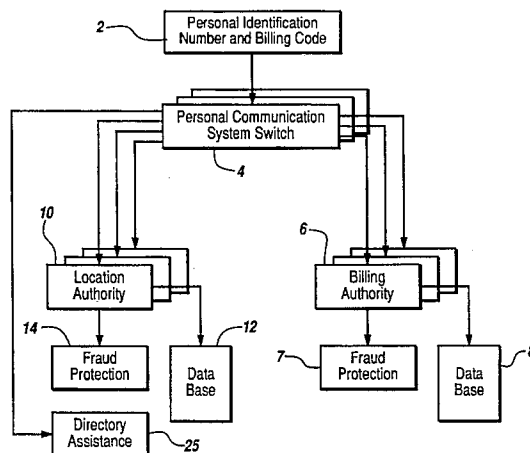 Personal Identification
Number and Billing Code
2
Personal Communication
System Switch
4
10
6
Location
Authority
Billing
Authority
14
12
Fraud
Protection
Data
Base
7
Fraud
Protection
8
Data
Base
Directory
Assistance
25